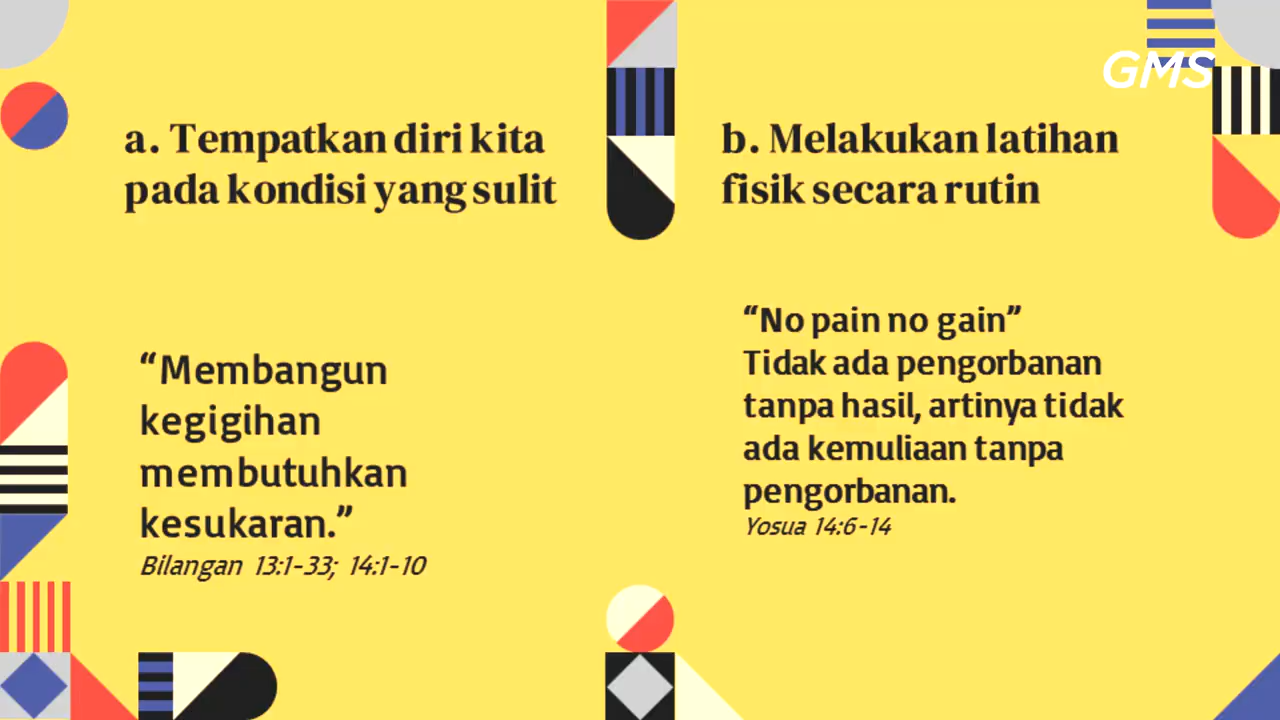 GMS
a. Tempatkan diri kita
pada kondisi yang sulit
“Membangun
kegigihan
membutuhkan
kesukaran.”
Bilangan 13:1-33; 14:1-10
b. Melakukan latihan
fisik secara rutin
“No pain no gain”
Tidak ada pengorbanan
tanpa hasil, artinya tidak
ada kemuliaan tanpa
pengorbanan.
Yosua 14:6-14